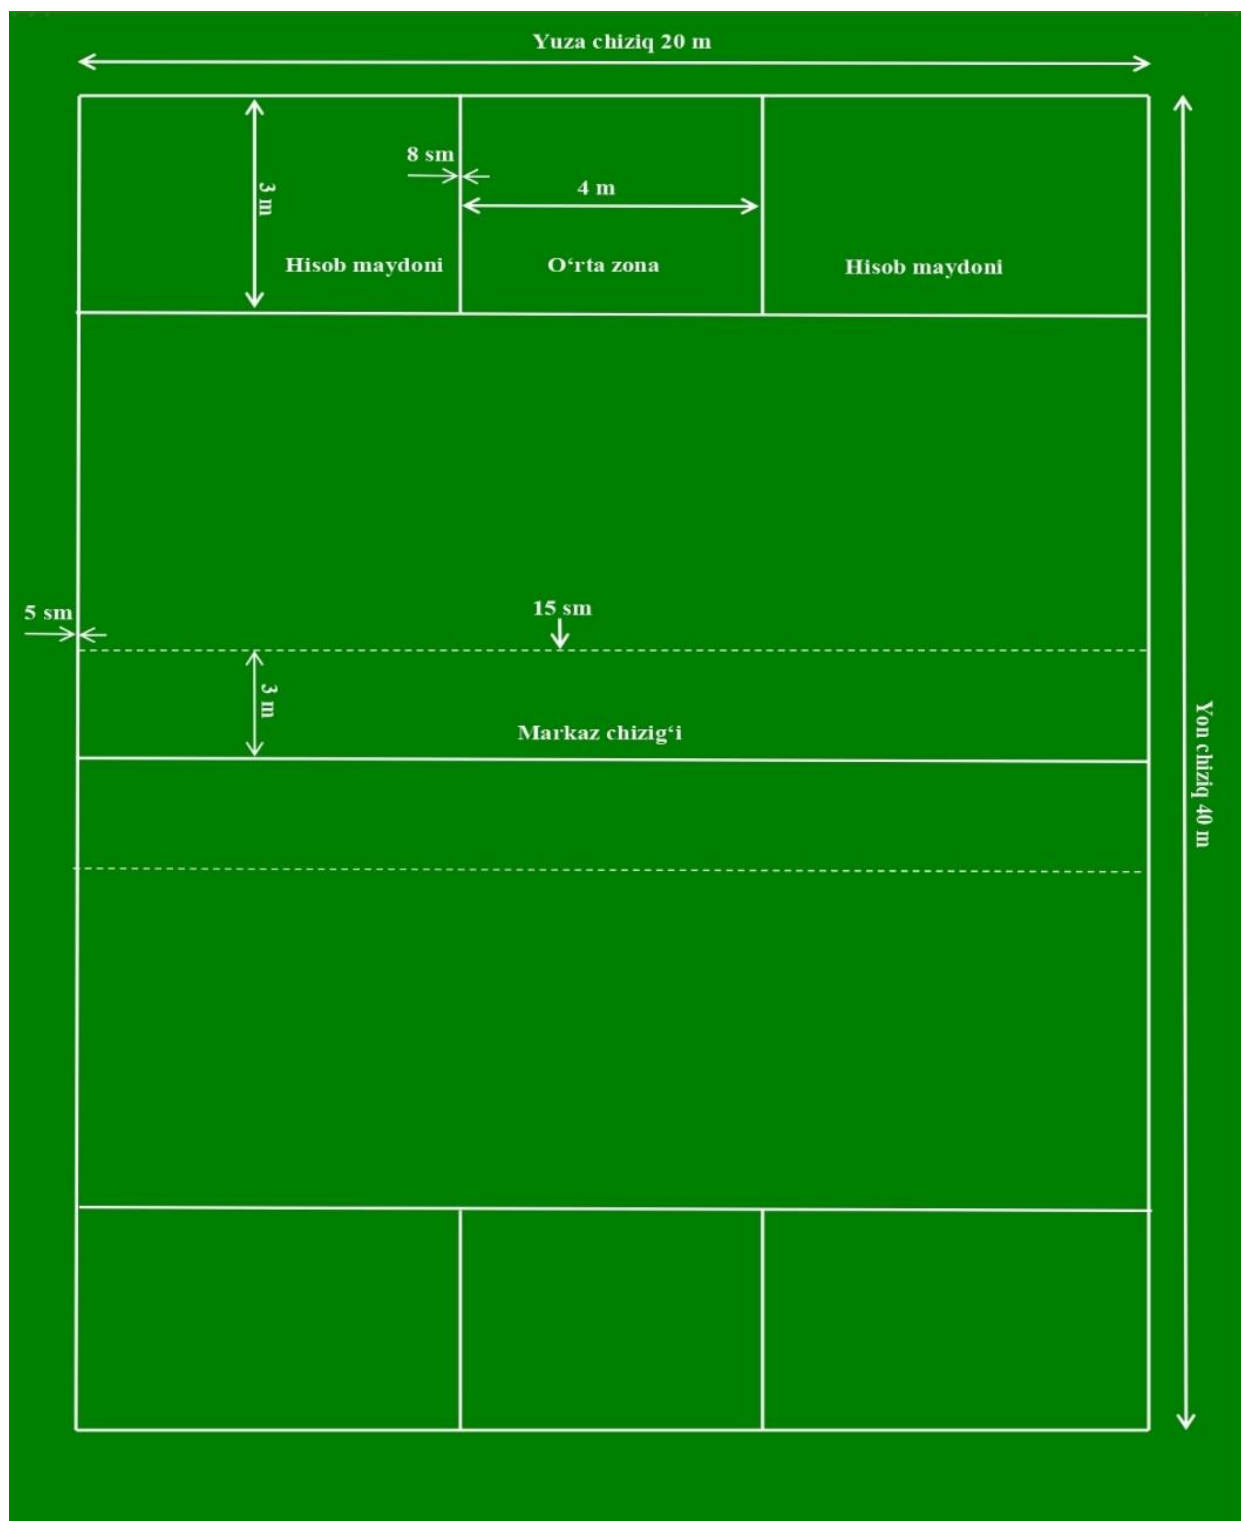 Yuza chiziq 20 m
8 sm
3 m
4 m
Hisob maydoni
O‘rta zona
Hisob maydoni
5 sm
15 sm
3 m
Markaz chizig‘i
Yon chiziq 40 m